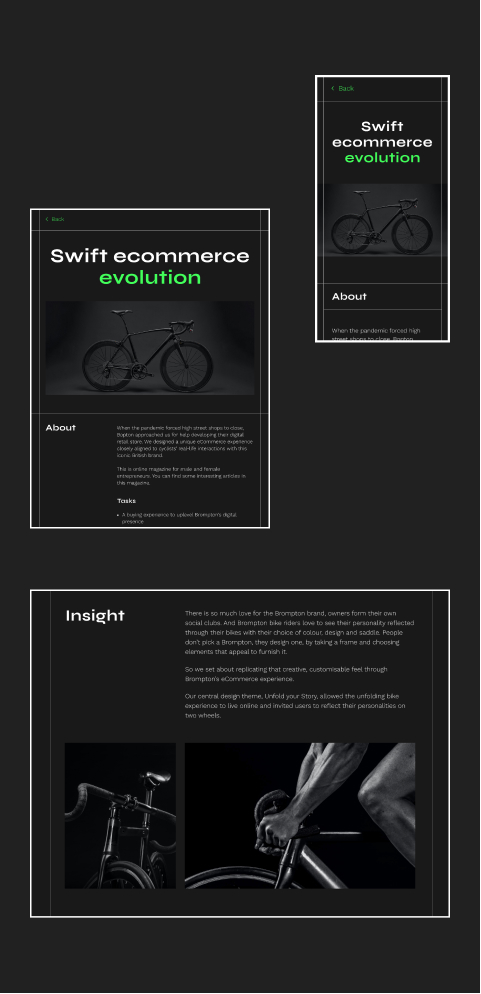 Back
Swift
ecommerce
evolution
About
When the pandemic forced high
street shops to close, Bopton
Back
Swift ecommerce
evolution
About
When the pandemic forced high street shops to close,
Bopton approached us for help developing their digital
retail store. We designed a unique eCommerce experience
closely aligned to cyclists' real-life interactions with this
iconic British brand.
This is online magazine for male and female
entrepreneurs. You can find some interesting articles in
this magazine.
Tasks
• A buying experience to uplevel Brompton's digital
presence
Insight
There is so much love for the Brompton brand, owners form their own
social clubs. And Brompton bike riders love to see their personality reflected
through their bikes with their choice of colour, design and saddle. People
don't pick a Brompton, they design one, by taking a frame and choosing
elements that appeal to furnish it.
So we set about replicating that creative, customisable feel through
Brompton's eCommerce experience.
Our central design theme, Unfold your Story, allowed the unfolding bike
experience to live online and invited users to reflect their personalities on
two wheels.